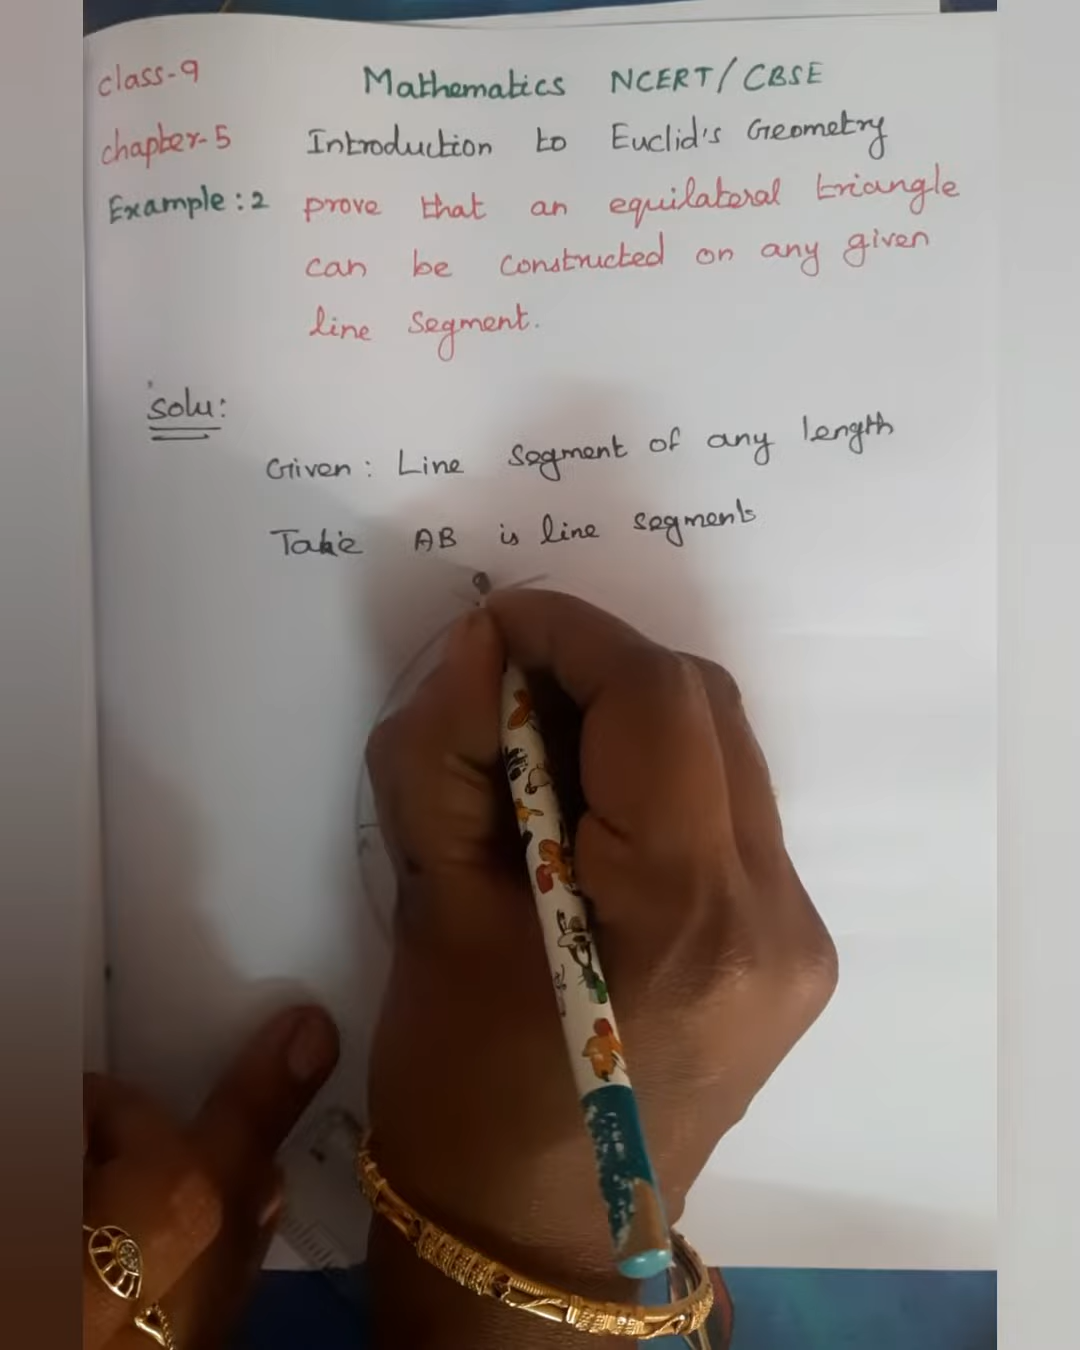 class-9 Mathematics NCERT/CBSE
chapter-5 Introduction to Euclid's Geometry
Example:2 prove that an equilateral triangle
can be constructed on any given
line segment.
Solu:
Given: Line segment of any length
Take AB is line segments